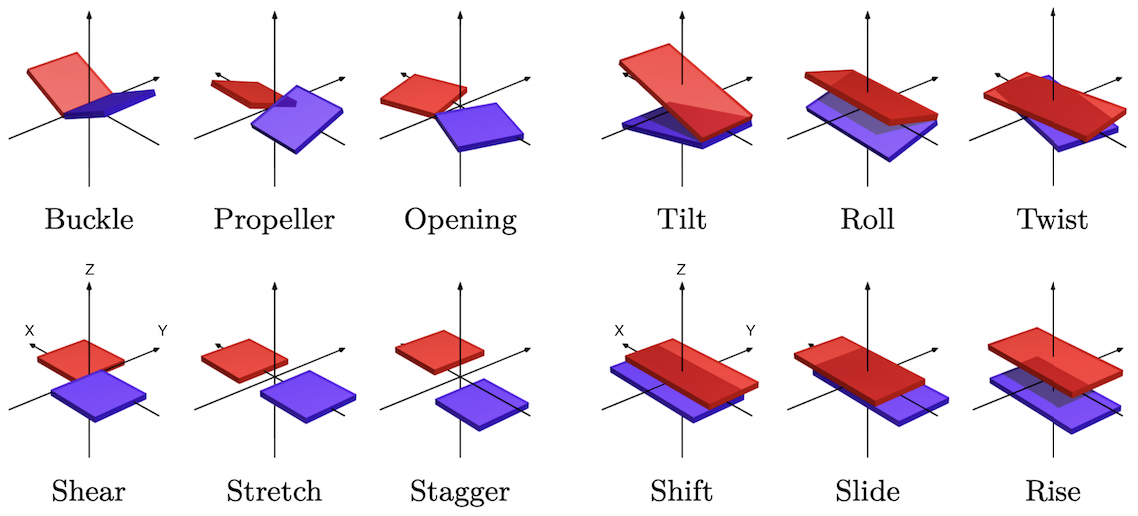 Buckle Propeller Opening Tilt Roll Twist
Z Z
X Y X Y
Shear Stretch Stagger Shift Slide Rise